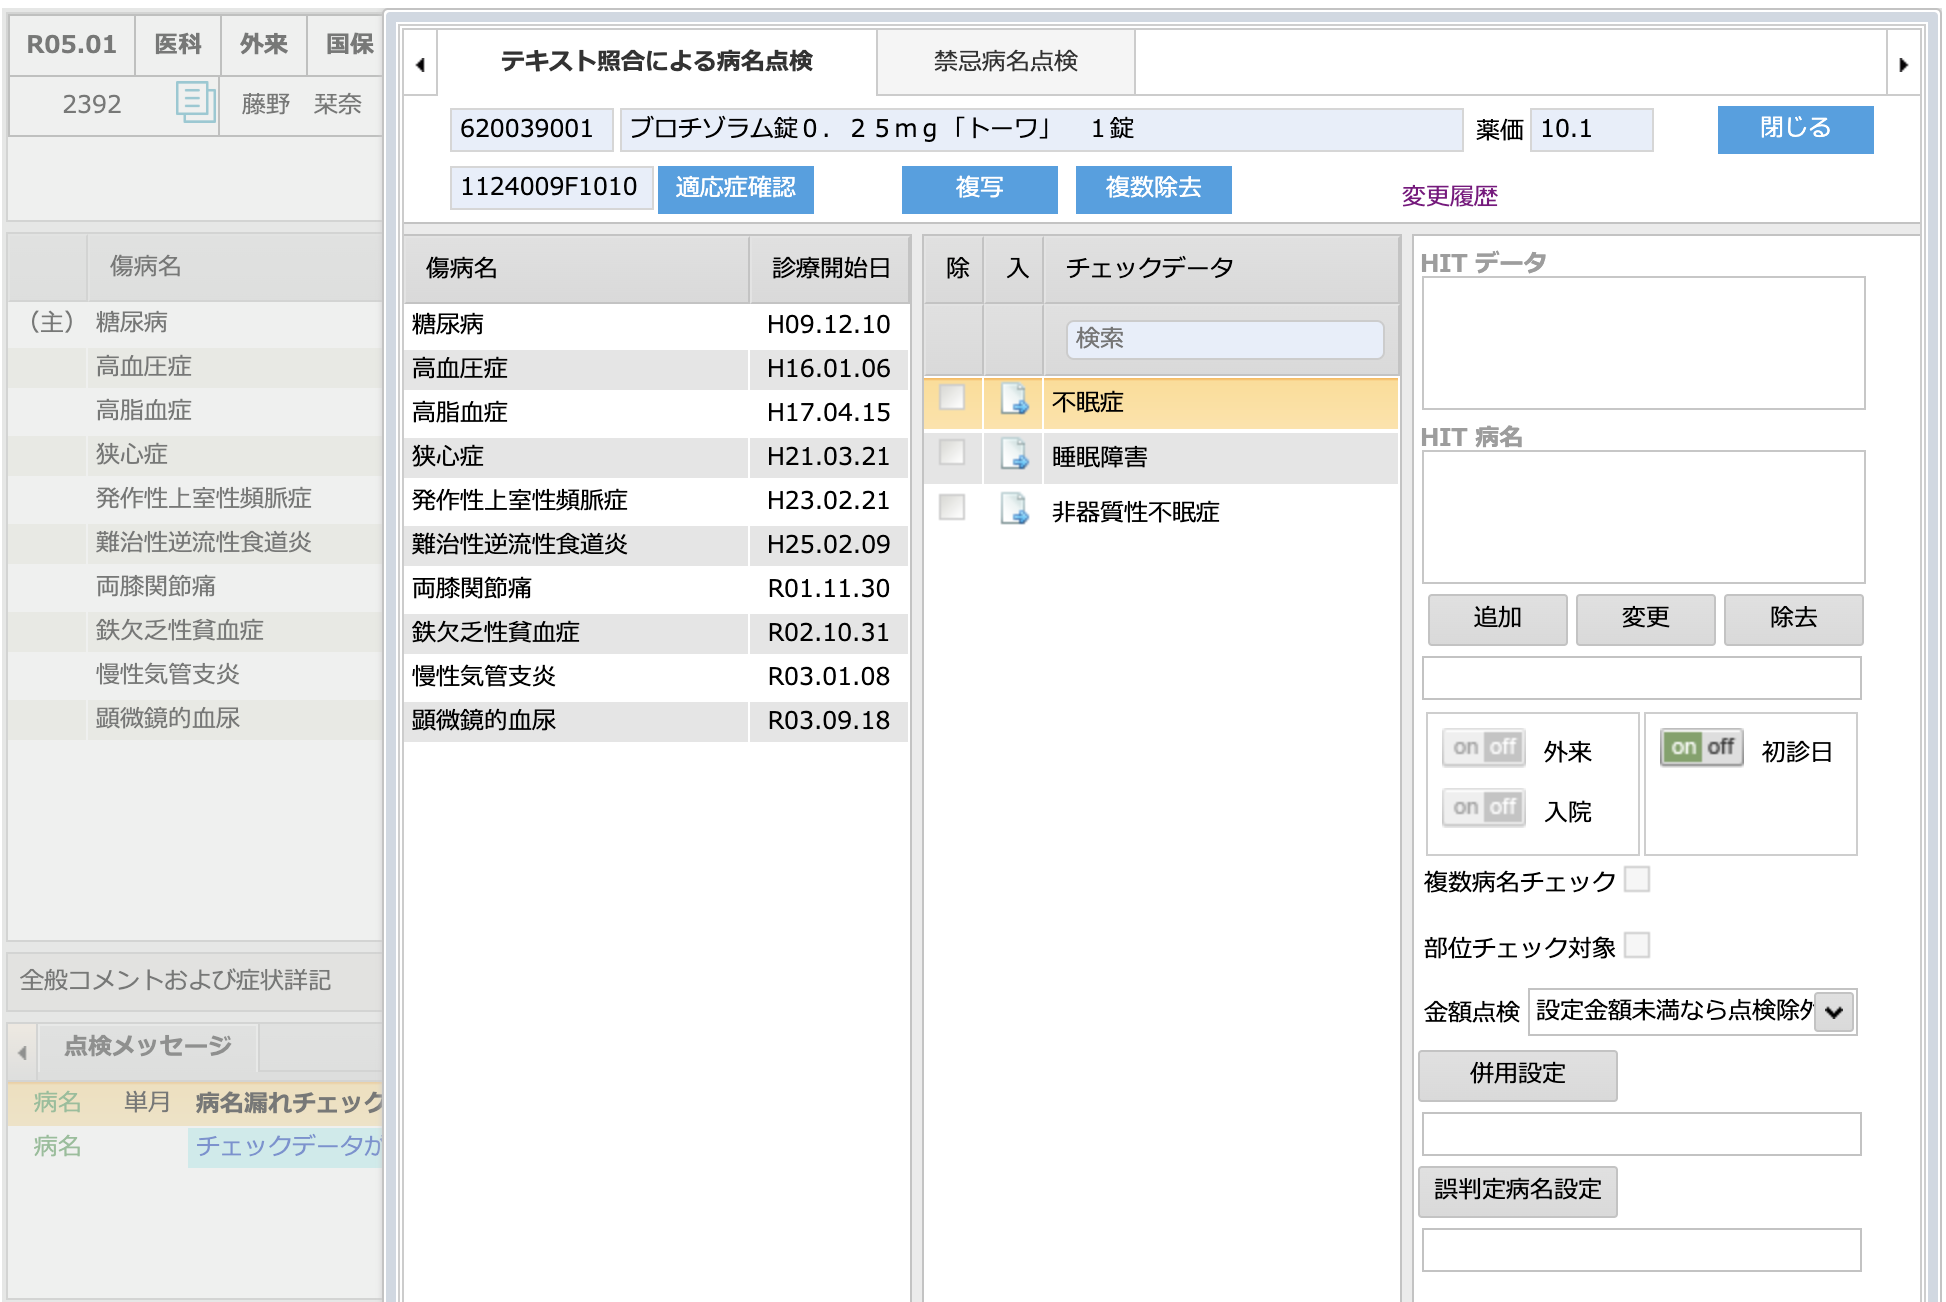 R05.01 医科 外来 国保
2392 藤野 栞奈
傷病名
（主） 糖尿病
高血圧症
高脂血症
狭心症
発作性上室性頻脈症
難治性逆流性食道炎
両膝関節痛
鉄欠乏性貧血症
慢性気管支炎
顕微鏡的血尿
全般コメントおよび症状詳記
点検メッセージ
病名 単月 病名漏れチェック
病名 チェックデータが
テキスト照合による病名点検 禁忌病名点検
620039001 ブロチゾラム錠０．２５ｍｇ「トーワ」　１錠 薬価 10.1 閉じる
1124009F1010 適応症確認 複写 複数除去 変更履歴
傷病名 診療開始日
糖尿病 H09.12.10
高血圧症 H16.01.06
高脂血症 H17.04.15
狭心症 H21.03.21
発作性上室性頻脈症 H23.02.21
難治性逆流性食道炎 H25.02.09
両膝関節痛 R01.11.30
鉄欠乏性貧血症 R02.10.31
慢性気管支炎 R03.01.08
顕微鏡的血尿 R03.09.18
除 入 チェックデータ
検索
不眠症
睡眠障害
非器質性不眠症
HIT データ
HIT 病名
追加 変更 除去
on off 外来 on off 初診日
on off 入院
複数病名チェック
部位チェック対象
金額点検 設定金額未満なら点検除外
併用設定
誤判定病名設定